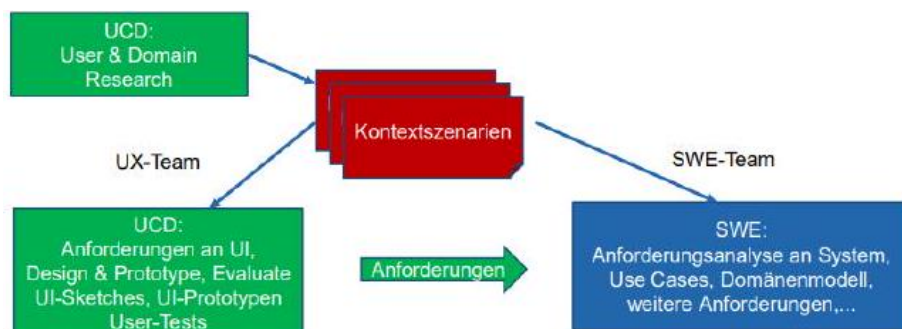 UCD:
User & Domain
Research
Kontextszenarien
UX-Team
SWE-Team
UCD:
Anforderungen an UI,
Design & Prototype, Evaluate
UI-Sketches, UI-Prototypen
User-Tests
Anforderungen
SWE:
Anforderungsanalyse an System,
Use Cases, Domänenmodell,
weitere Anforderungen,...